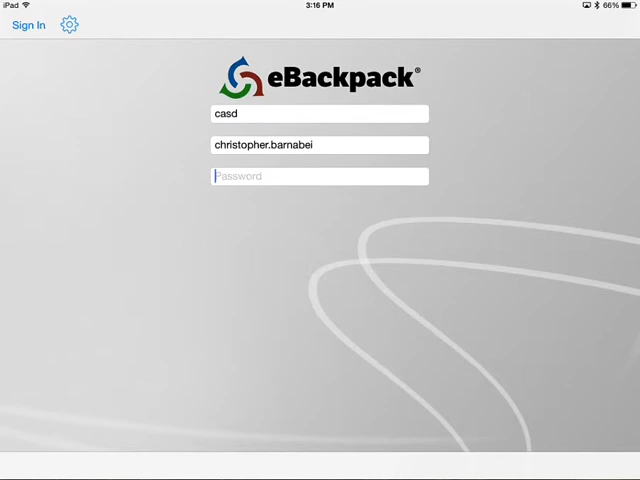 iPad 3:16 PM 66%
Sign In
eBackpack®
casd
christopher.barnabei
Password